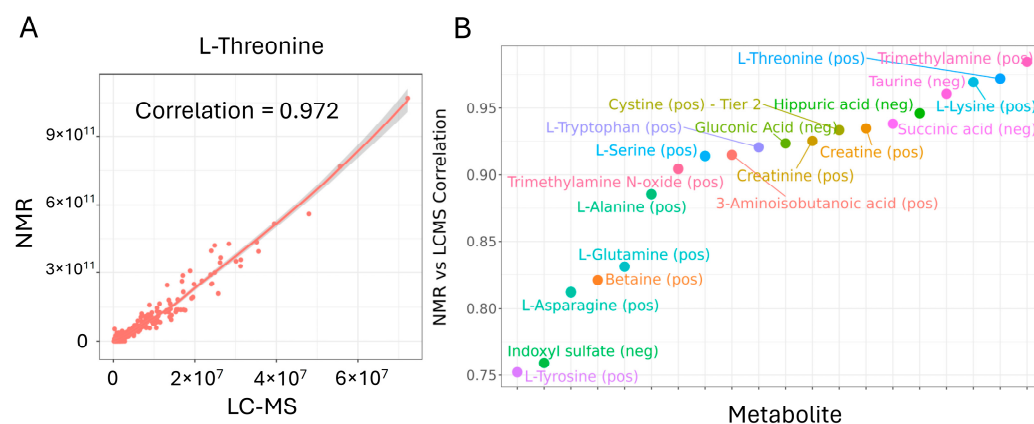 A
L-Threonine
Correlation = 0.972
NMR
9×10¹¹
6×10¹¹
3×10¹¹
0
0
2×10⁷
4×10⁷
6×10⁷
LC-MS
B
NMR vs LCMS Correlation
0.95
0.90
0.85
0.80
0.75
L-Threonine (pos)
Trimethylamine (pos)
Taurine (neg)
Cystine (pos) - Tier 2
Hippuric acid (neg)
L-Lysine (pos)
L-Tryptophan (pos)
Gluconic Acid (neg)
Succinic acid (neg)
L-Serine (pos)
Creatine (pos)
Creatinine (pos)
Trimethylamine N-oxide (pos)
L-Alanine (pos)
3-Aminoisobutanoic acid (pos)
L-Glutamine (pos)
Betaine (pos)
L-Asparagine (pos)
Indoxyl sulfate (neg)
L-Tyrosine (pos)
Metabolite